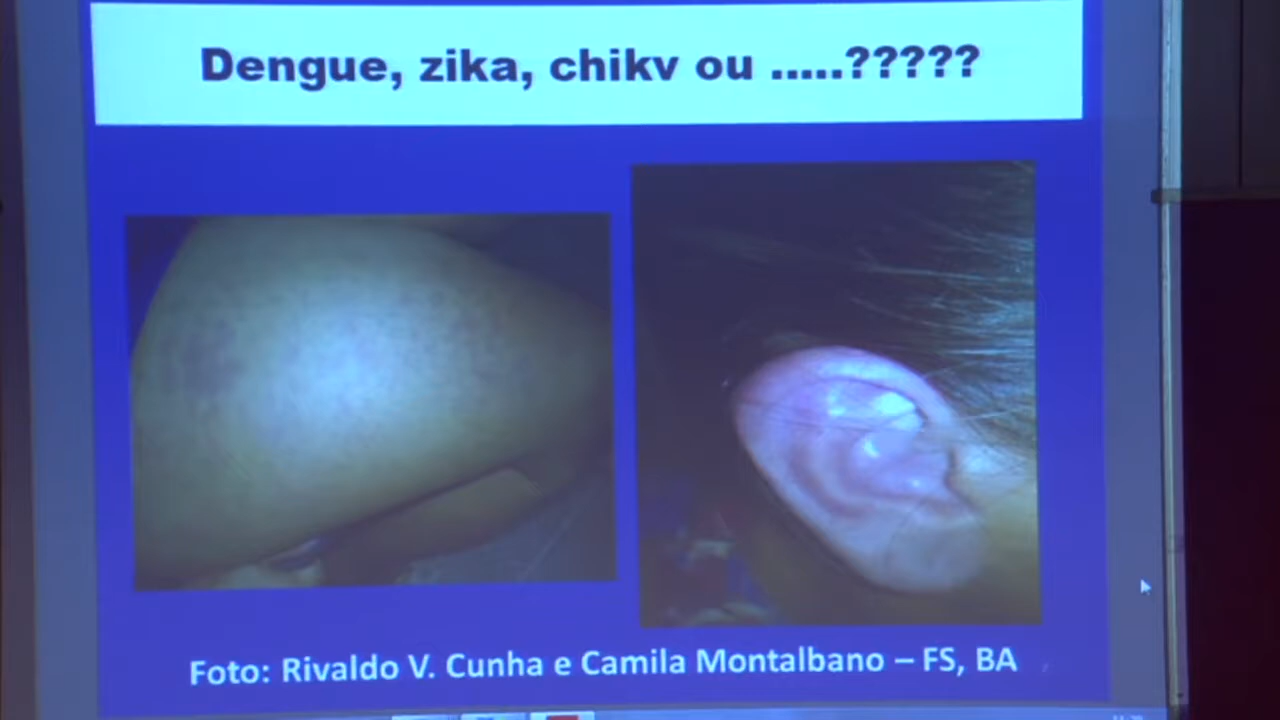 Dengue, zika, chikv ou .....?????
Foto: Rivaldo V. Cunha e Camila Montalbano – FS, BA